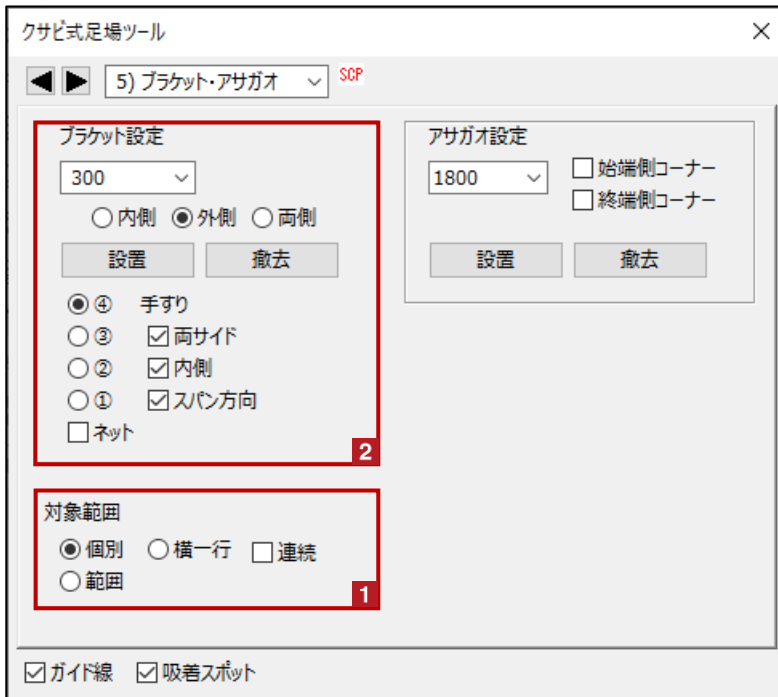 クサビ式足場ツール
5) ブラケット・アサガオ SCP
ブラケット設定
300
内側 外側 両側
設置 撤去
④ 手すり
③ 両サイド
② 内側
① スパン方向
ネット
2
アサガオ設定
1800
始端側コーナー
終端側コーナー
設置 撤去
対象範囲
個別 横一行 連続
範囲
1
ガイド線 吸着スポット